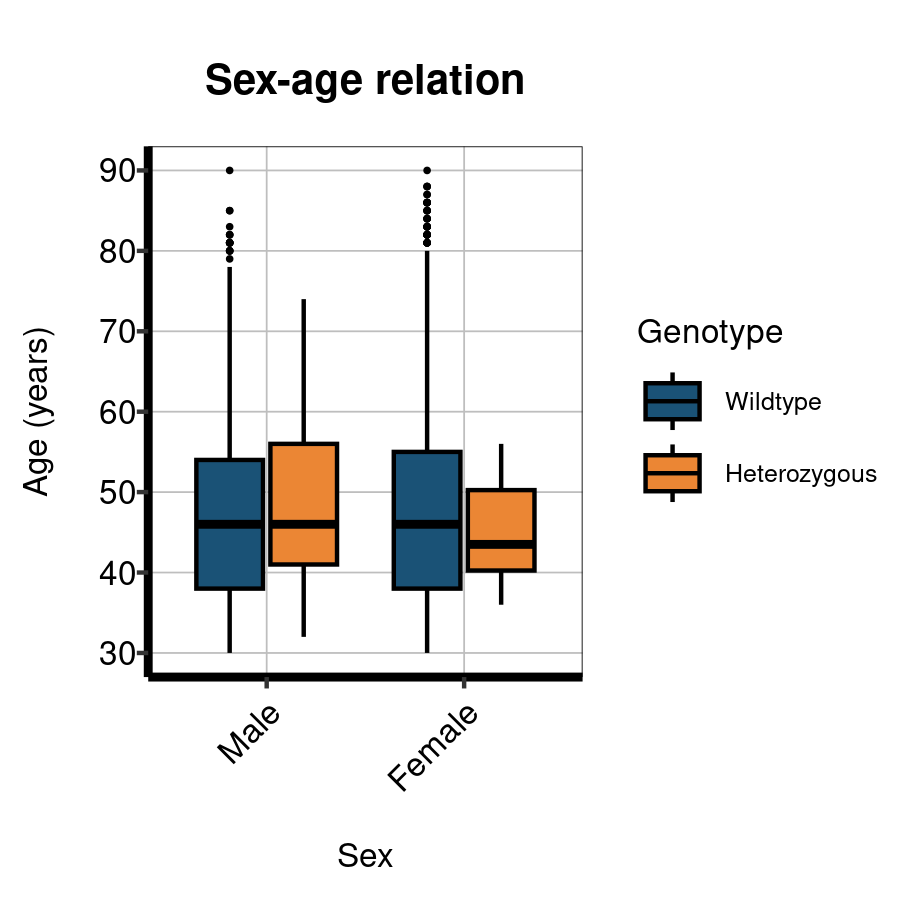 Sex-age relation
90
80
70
60
50
40
30
Age (years)
Male
Female
Sex
Genotype
Wildtype
Heterozygous